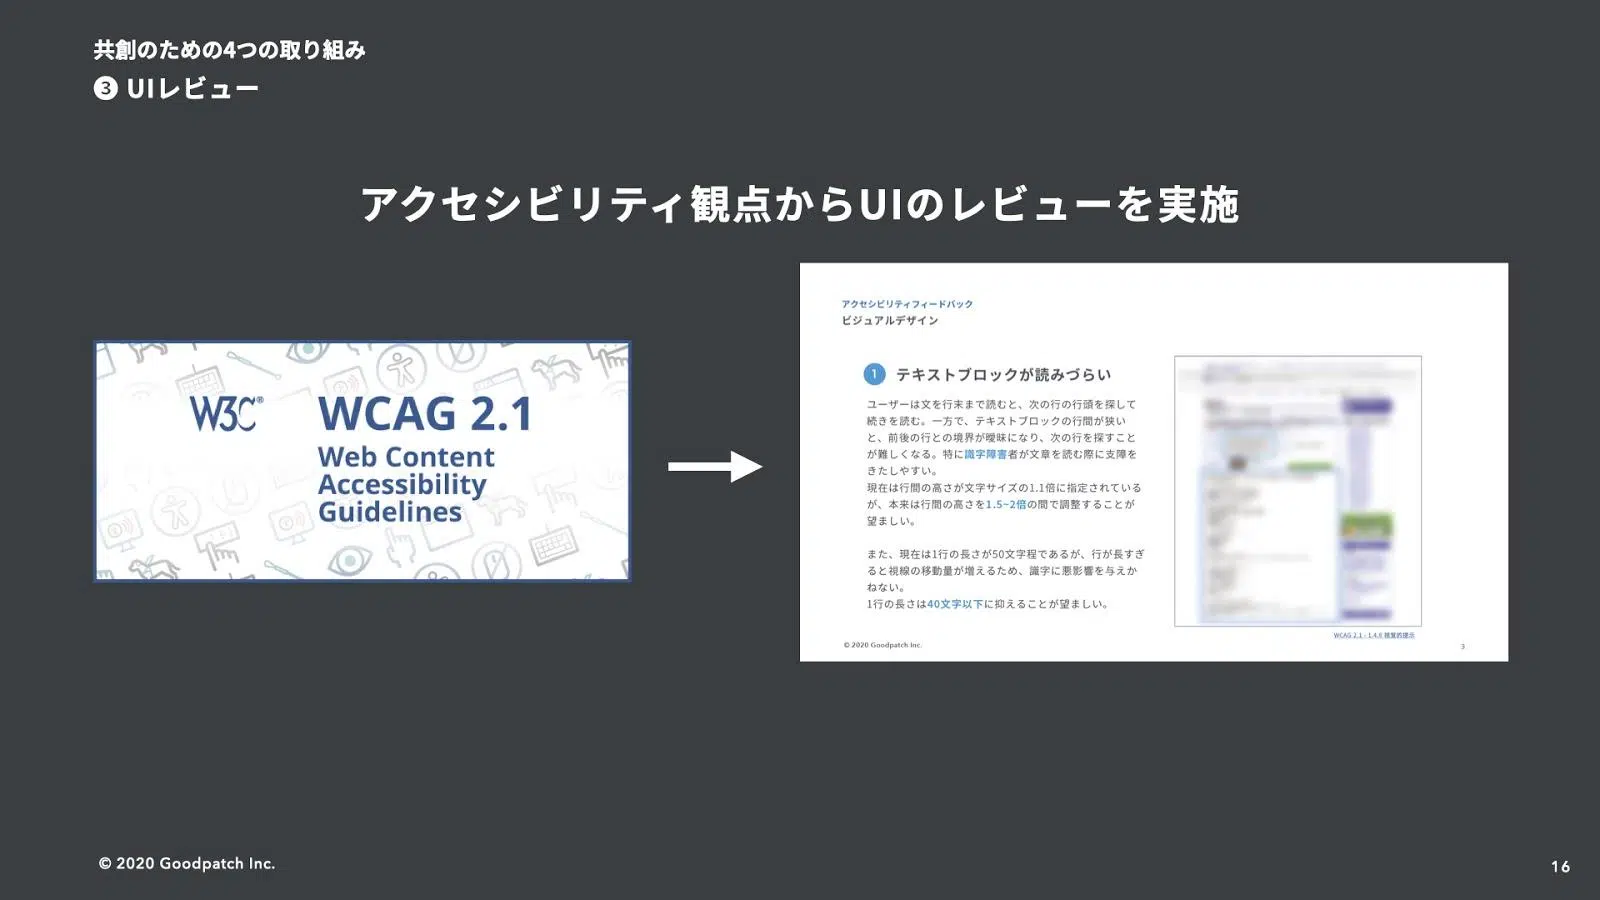 共創のための4つの取り組み
❸ UIレビュー
アクセシビリティ観点からUIのレビューを実施
W3C®
WCAG 2.1
Web Content
Accessibility
Guidelines
アクセシビリティフィードバック
ビジュアルデザイン
1 テキストブロックが読みづらい
ユーザーは文を行末まで読むと、次の行の行頭を探して
続きを読む。一方で、テキストブロックの行間が狭い
と、前後の行との境界が曖昧になり、次の行を探すこと
が難しくなる。特に識字障害者が文章を読む際に支障を
きたしやすい。
現在は行間の高さが文字サイズの1.1倍に指定されている
が、本来は行間の高さを1.5~2倍の間で調整することが
望ましい。
また、現在は1行の長さが50文字程であるが、行が長すぎ
ると視線の移動量が増えるため、識字に悪影響を与えか
ねない。
1行の長さは40文字以下に抑えることが望ましい。
WCAG 2.1 - 1.4.8 視覚的提示
© 2020 Goodpatch Inc.
3
© 2020 Goodpatch Inc.
16